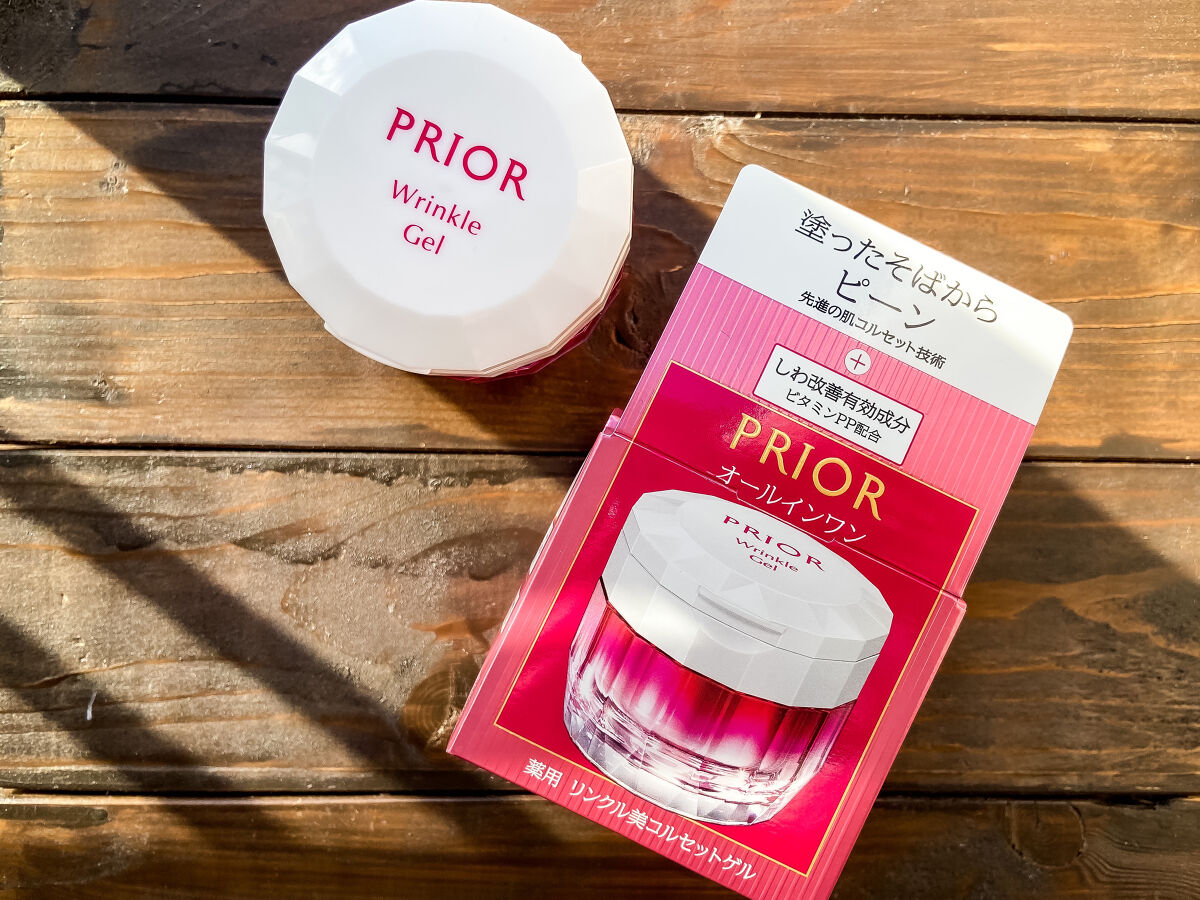 PRIOR
Wrinkle
Gel
塗ったそばから
ピーン
先進の肌コルセット技術
+
しわ改善有効成分
ビタミンPP配合
PRIOR
オールインワン
PRIOR
Wrinkle
Gel
薬用 リンクル美コルセットゲル